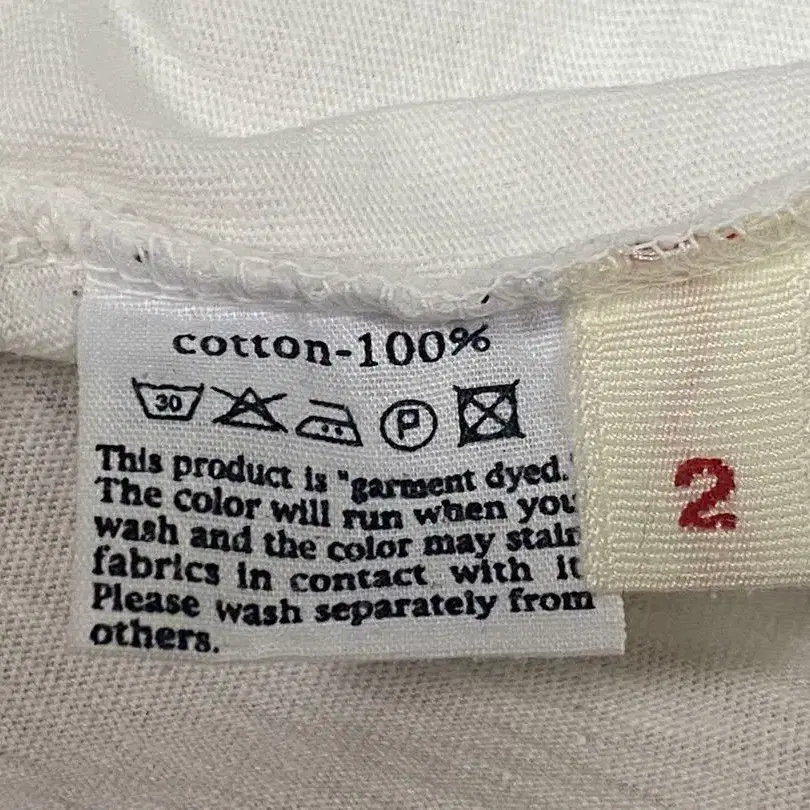 cotton-100%
30 P
This product is "garment dyed."
The color will run when you
wash and the color may stain
fabrics in contact with it
Please wash separately from
others.
2